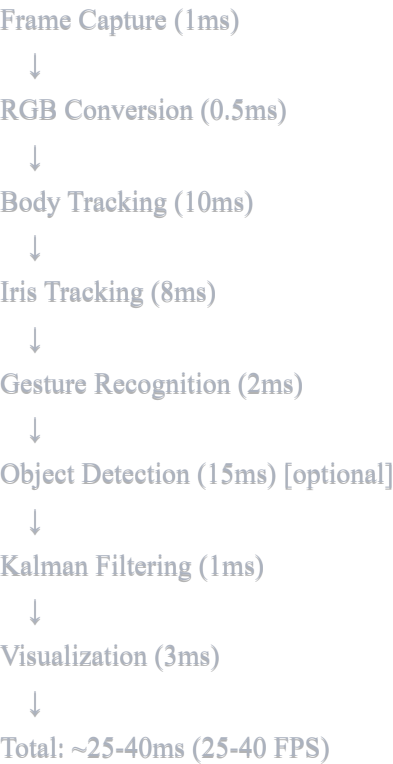 Frame Capture (1ms)
↓
RGB Conversion (0.5ms)
↓
Body Tracking (10ms)
↓
Iris Tracking (8ms)
↓
Gesture Recognition (2ms)
↓
Object Detection (15ms) [optional]
↓
Kalman Filtering (1ms)
↓
Visualization (3ms)
↓
Total: ~25-40ms (25-40 FPS)